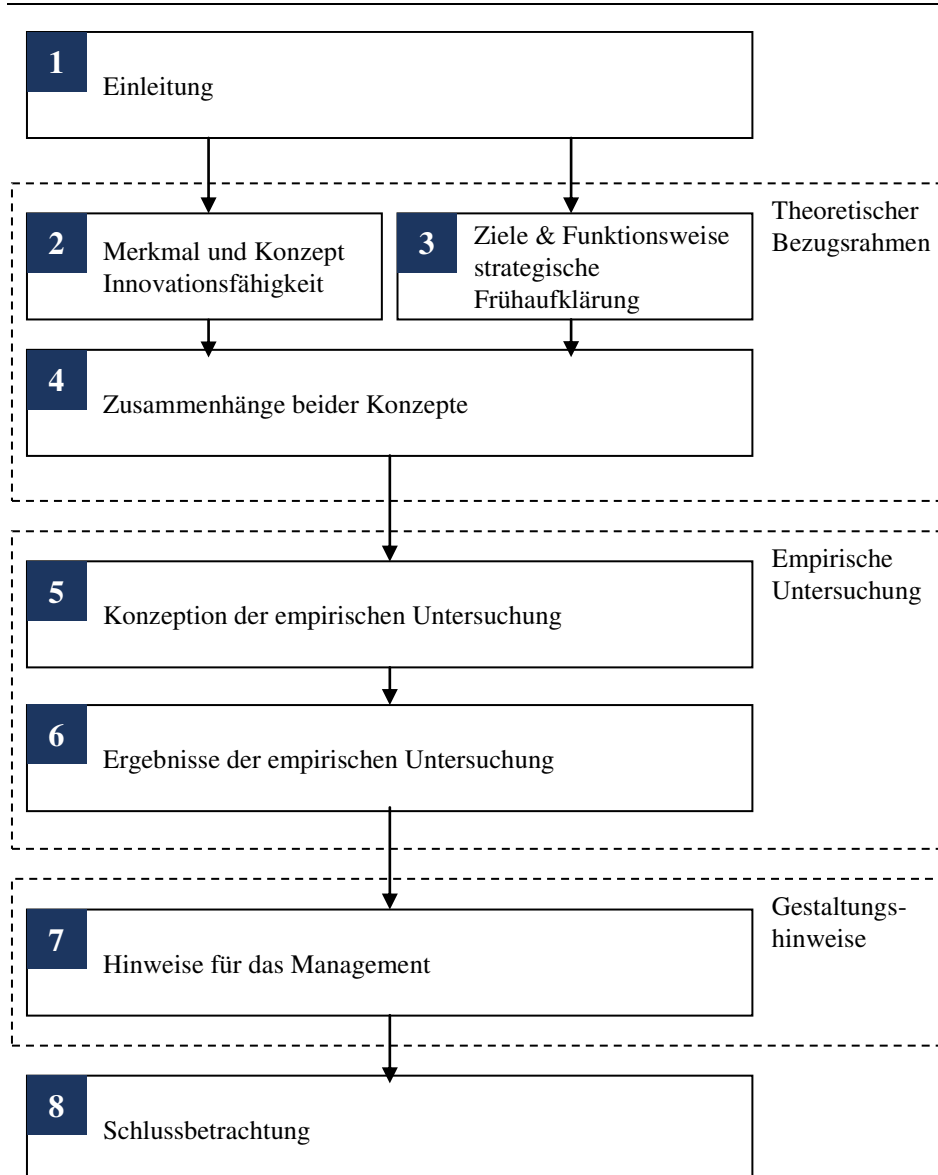 1
Einleitung
Theoretischer
Bezugsrahmen
2
Merkmal und Konzept
Innovationsfähigkeit
3
Ziele & Funktionsweise
strategische
Frühaufklärung
4
Zusammenhänge beider Konzepte
Empirische
Untersuchung
5
Konzeption der empirischen Untersuchung
6
Ergebnisse der empirischen Untersuchung
Gestaltungs-
hinweise
7
Hinweise für das Management
8
Schlussbetrachtung